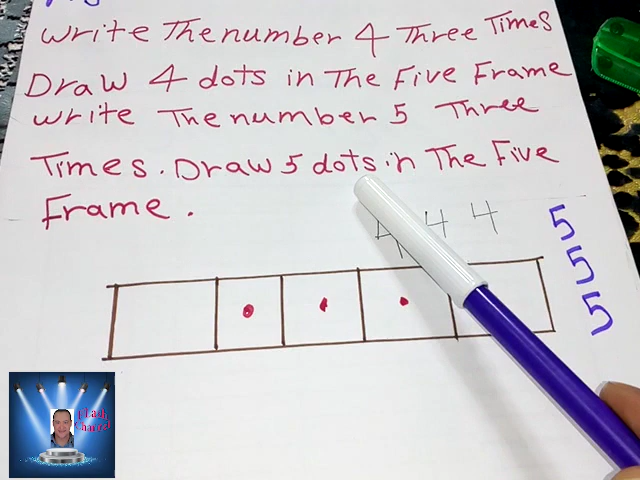 Write The number 4 Three Times
Draw 4 dots in The Five Frame
write The number 5 Three
Times. Draw 5 dots in The Five
Frame.
4 4 4
5
5
5